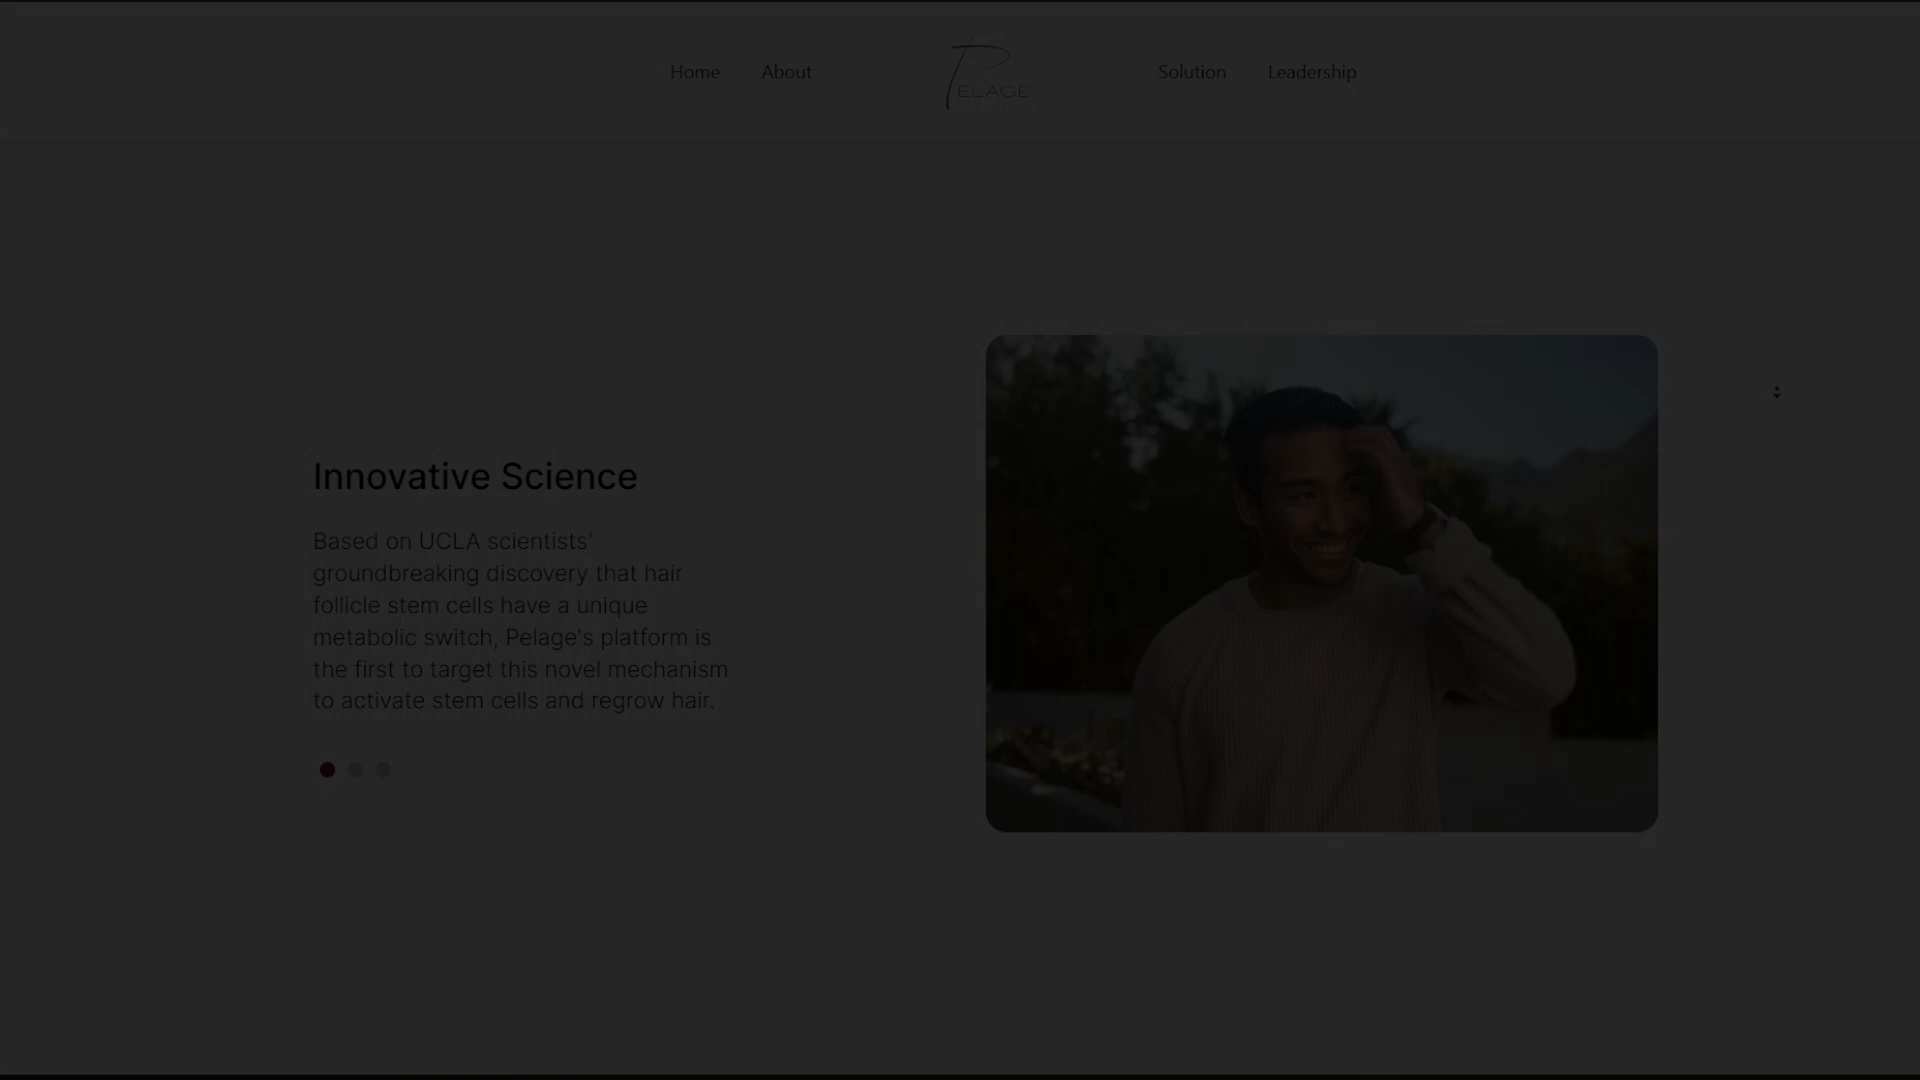 Home About PELAGE Solution Leadership
Innovative Science
Based on UCLA scientists'
groundbreaking discovery that hair
follicle stem cells have a unique
metabolic switch, Pelage's platform is
the first to target this novel mechanism
to activate stem cells and regrow hair.